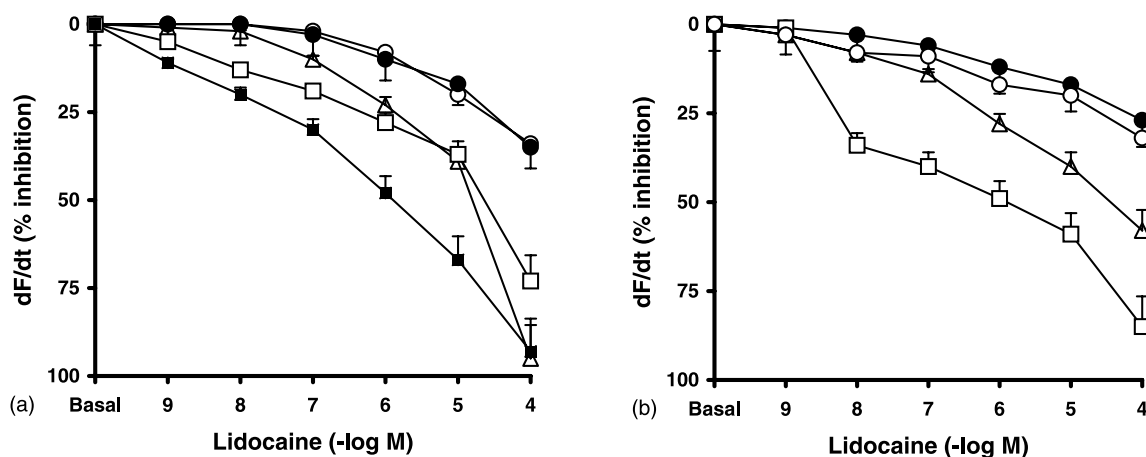 dF/dt (% inhibition)
0
25
50
75
100
(a)
Basal 9 8 7 6 5 4
Lidocaine (-log M)
dF/dt (% inhibition)
0
25
50
75
100
(b)
Basal 9 8 7 6 5 4
Lidocaine (-log M)